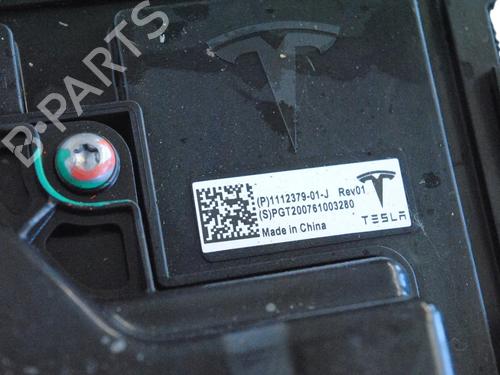 B-PARTS
(P)1112379-01-J Rev01
(S)PGT200761003280
Made in China
TESLA